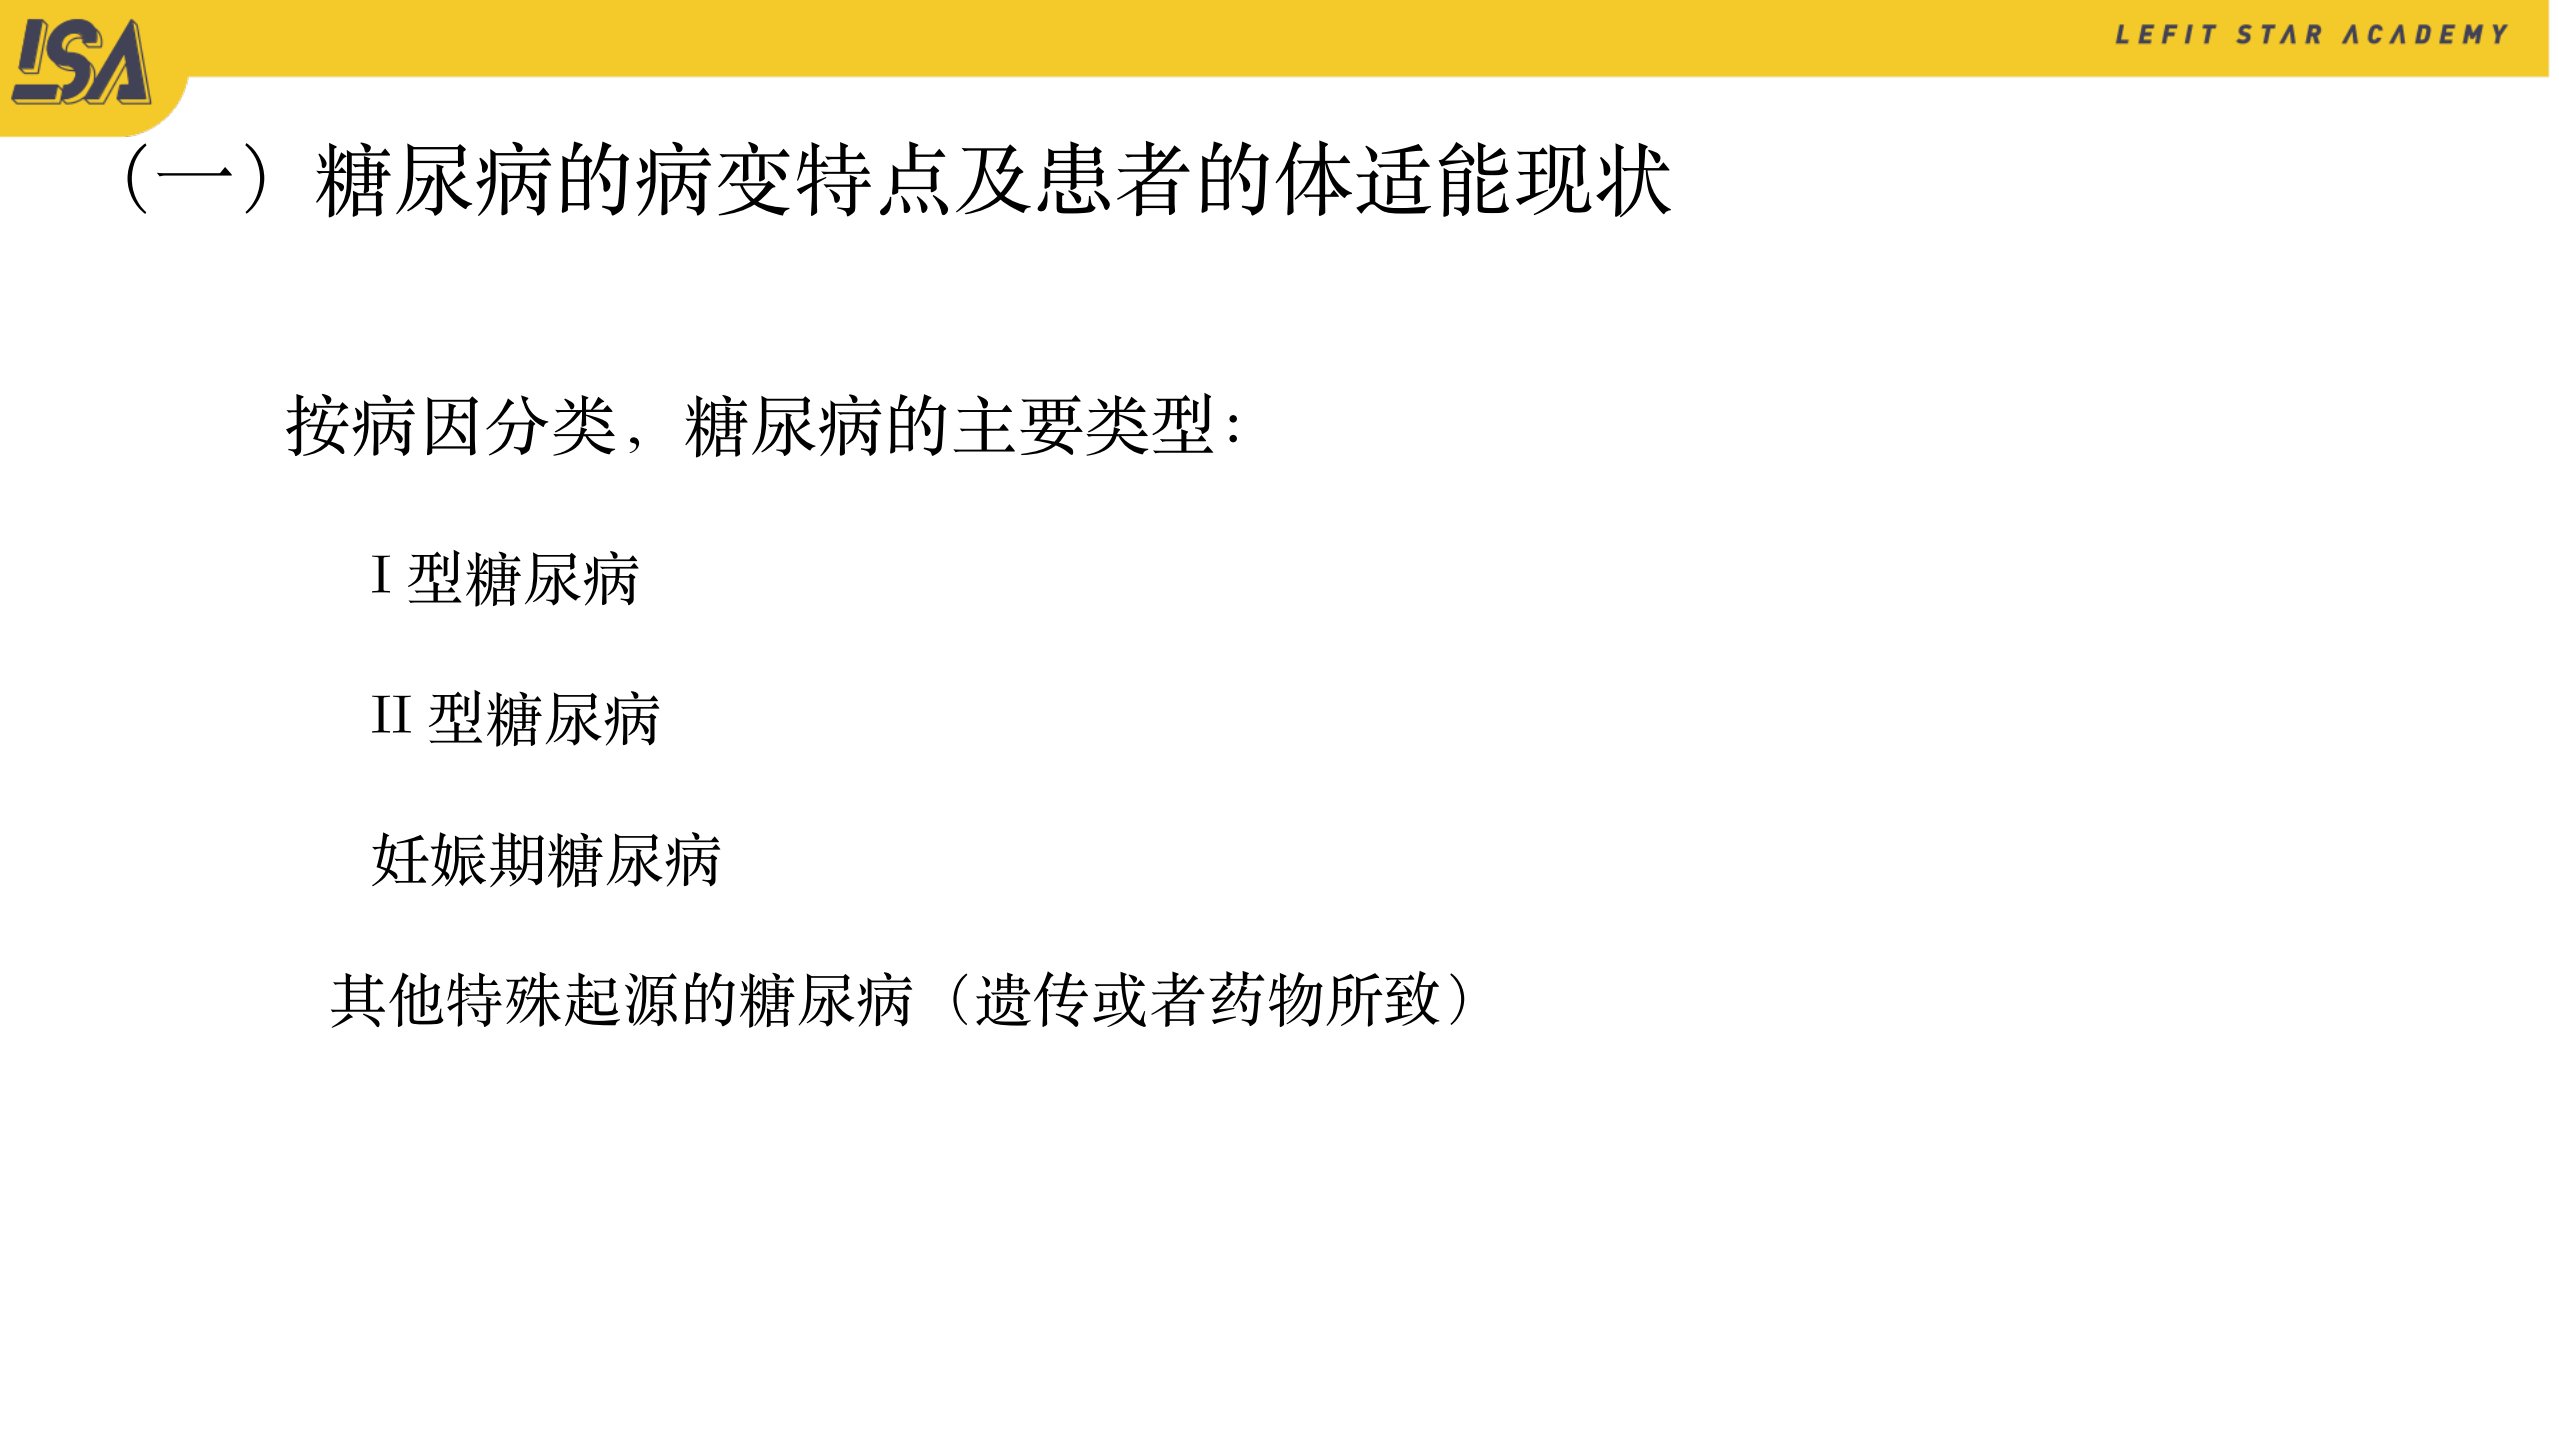 LSA
LEFIT STAR ACADEMY
（一）糖尿病的病变特点及患者的体适能现状
按病因分类，糖尿病的主要类型：
I 型糖尿病
II 型糖尿病
妊娠期糖尿病
其他特殊起源的糖尿病（遗传或者药物所致）